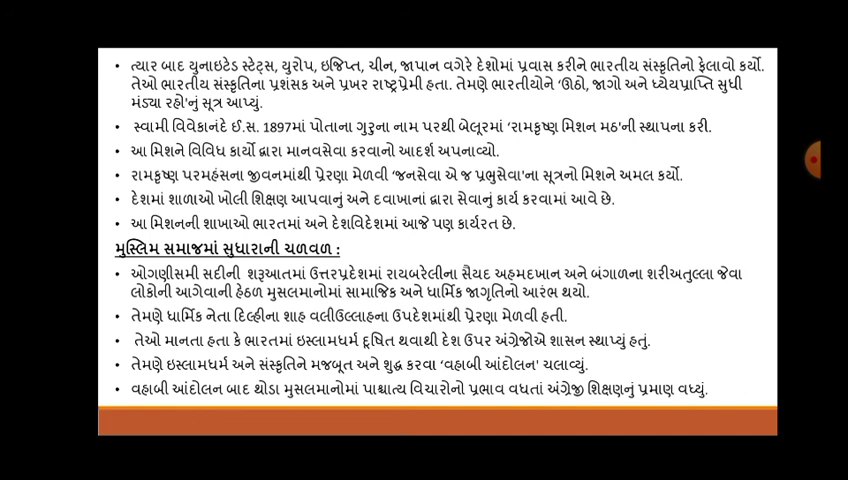 • ત્યાર બાદ યુનાઇટેડ સ્ટેટ્સ, યુરોપ, ઇજિપ્ત, ચીન, જાપાન વગેરે દેશોમાં પ્રવાસ કરીને ભારતીય સંસ્કૃતિનો ફેલાવો કર્યો.
તેઓ ભારતીય સંસ્કૃતિના પ્રશંસક અને પ્રખર રાષ્ટ્રપ્રેમી હતા. તેમણે ભારતીયોને 'ઊઠો, જાગો અને ધ્યેયપ્રાપ્તિ સુધી
મંડ્યા રહો'નું સૂત્ર આપ્યું.
• સ્વામી વિવેકાનંદે ઈ.સ. 1897માં પોતાના ગુરુના નામ પરથી બેલૂરમાં 'રામકૃષ્ણ મિશન મઠ'ની સ્થાપના કરી.
• આ મિશને વિવિધ કાર્યો દ્વારા માનવસેવા કરવાનો આદર્શ અપનાવ્યો.
• રામકૃષ્ણ પરમહંસના જીવનમાંથી પ્રેરણા મેળવી 'જનસેવા એ જ પ્રભુસેવા'ના સૂત્રનો મિશને અમલ કર્યો.
• દેશમાં શાળાઓ ખોલી શિક્ષણ આપવાનું અને દવાખાનાં દ્વારા સેવાનું કાર્ય કરવામાં આવે છે.
• આ મિશનની શાખાઓ ભારતમાં અને દેશવિદેશમાં આજે પણ કાર્યરત છે.
મુસ્લિમ સમાજમાં સુધારાની ચળવળ :
• ઓગણીસમી સદીની શરૂઆતમાં ઉત્તરપ્રદેશમાં રાયબરેલીના સૈયદ અહમદખાન અને બંગાળના શરીઅતુલ્લા જેવા
લોકોની આગેવાની હેઠળ મુસલમાનોમાં સામાજિક અને ધાર્મિક જાગૃતિનો આરંભ થયો.
• તેમણે ધાર્મિક નેતા દિલ્હીના શાહ વલીઉલ્લાહના ઉપદેશમાંથી પ્રેરણા મેળવી હતી.
• તેઓ માનતા હતા કે ભારતમાં ઇસ્લામધર્મ દૂષિત થવાથી દેશ ઉપર અંગ્રેજોએ શાસન સ્થાપ્યું હતું.
• તેમણે ઇસ્લામધર્મ અને સંસ્કૃતિને મજબૂત અને શુદ્ધ કરવા 'વહાબી આંદોલન' ચલાવ્યું.
• વહાબી આંદોલન બાદ થોડા મુસલમાનોમાં પાશ્ચાત્ય વિચારોનો પ્રભાવ વધતાં અંગ્રેજી શિક્ષણનું પ્રમાણ વધ્યું.